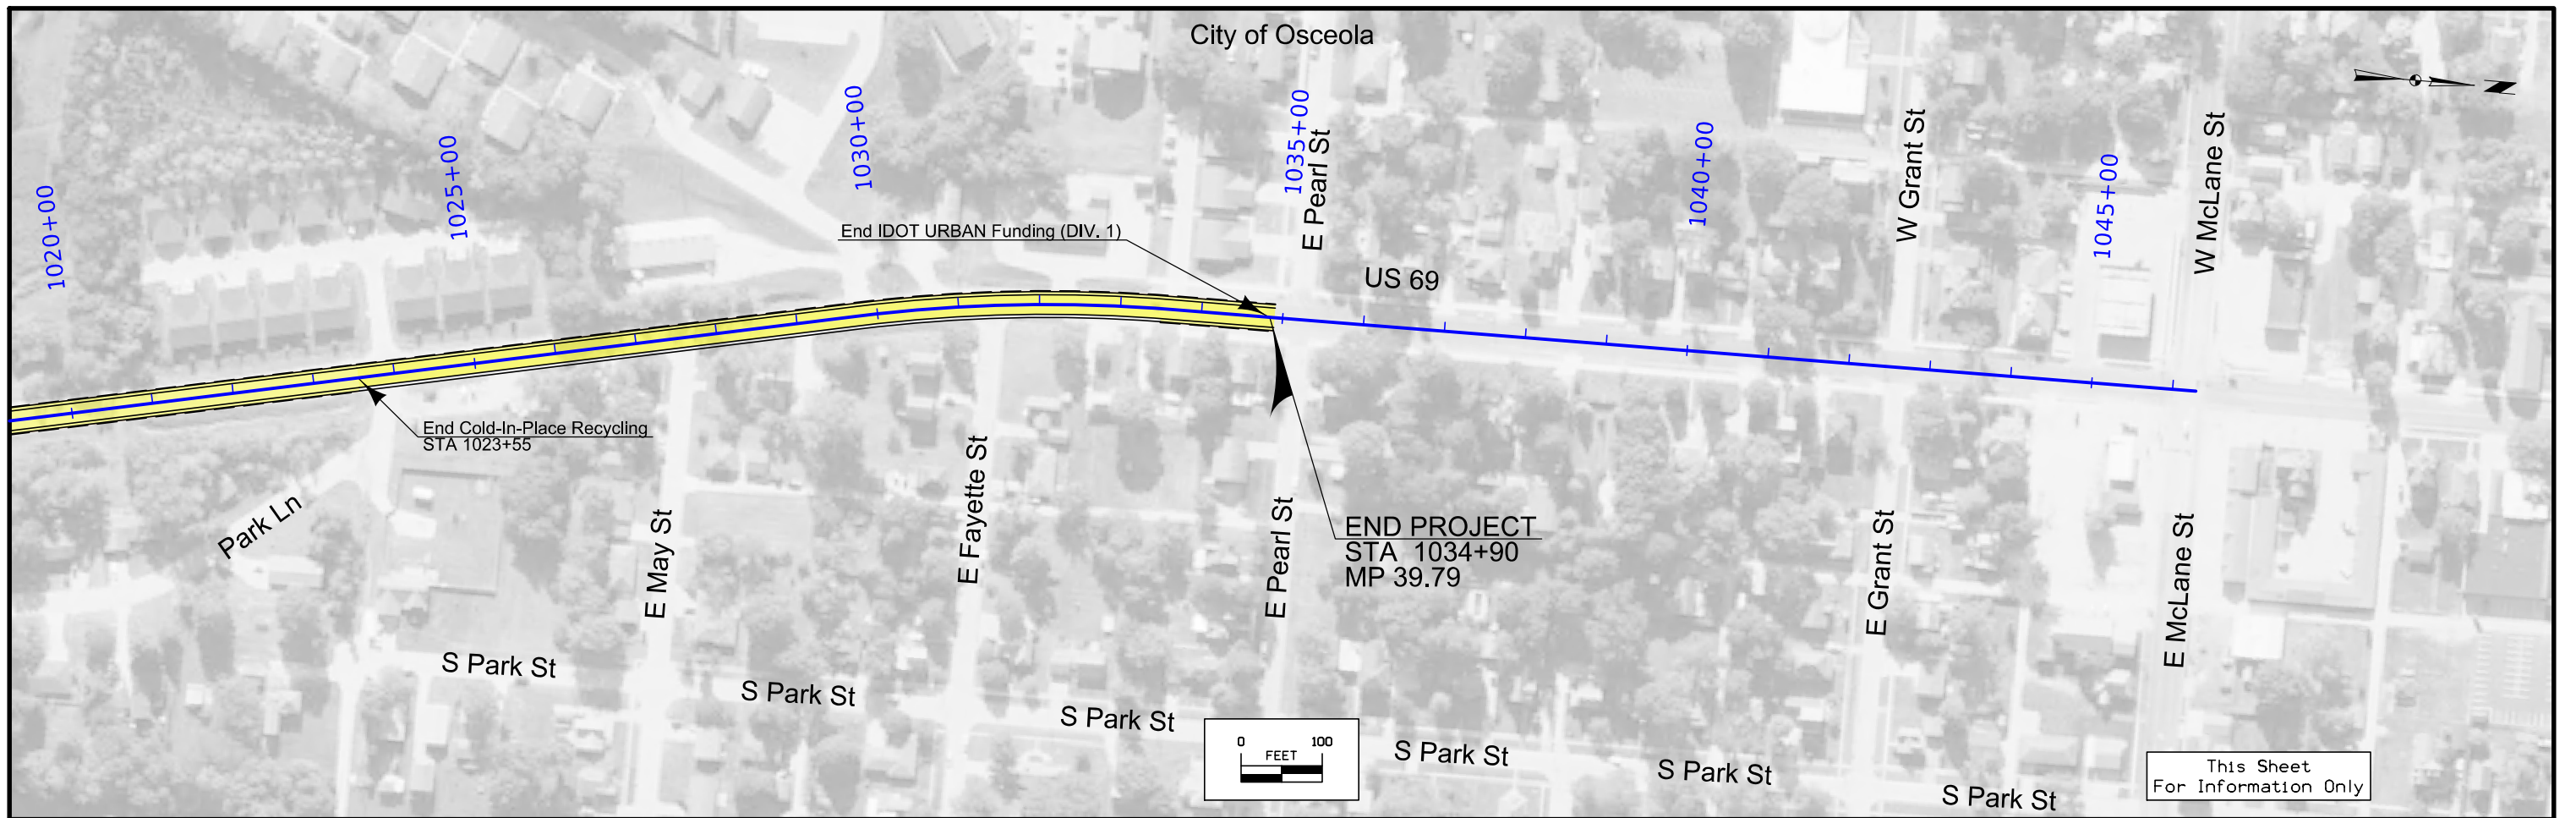 City of Osceola
1020+00
1025+00
1030+00
1035+00
1040+00
1045+00
E Pearl St
W Grant St
W McLane St
N
End IDOT URBAN Funding (DIV. 1)
US 69
End Cold-In-Place Recycling
STA 1023+55
Park Ln
E May St
E Fayette St
E Pearl St
END PROJECT
STA 1034+90
MP 39.79
E Grant St
E McLane St
S Park St
S Park St
S Park St
S Park St
S Park St
S Park St
0 100
FEET
This Sheet
For Information Only